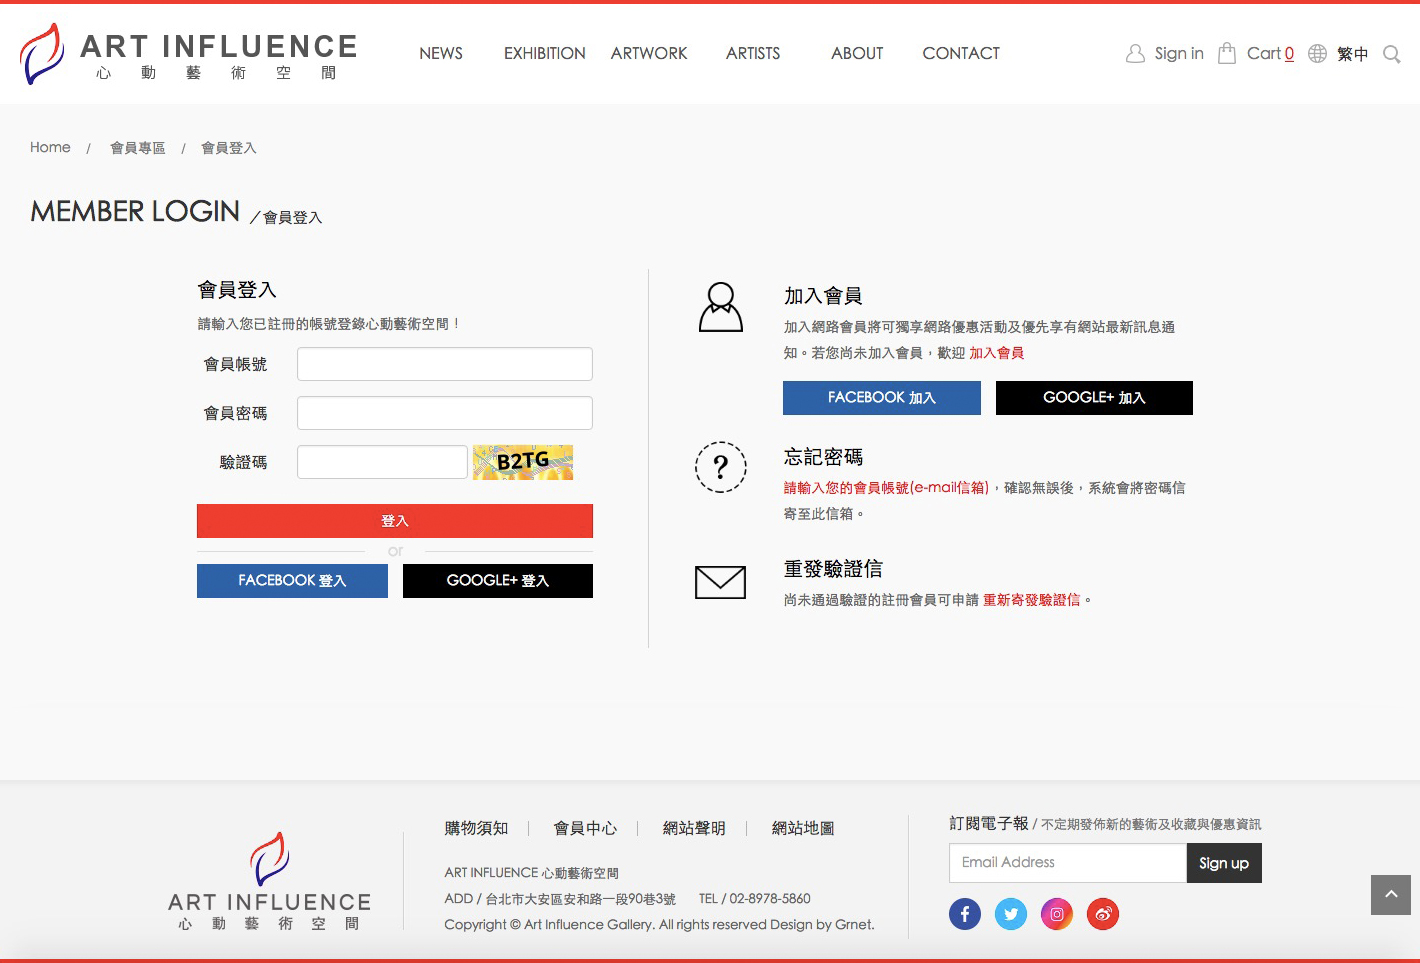 ART INFLUENCE
心動藝術空間
NEWS EXHIBITION ARTWORK ARTISTS ABOUT CONTACT
Sign in Cart 0 繁中
Home / 會員專區 / 會員登入
MEMBER LOGIN /會員登入
會員登入
請輸入您已註冊的帳號登錄心動藝術空間！
會員帳號
會員密碼
驗證碼 B2TG
登入
or
FACEBOOK 登入 GOOGLE+ 登入
加入會員
加入網路會員將可獨享網路優惠活動及優先享有網站最新訊息通
知。若您尚未加入會員，歡迎 加入會員
FACEBOOK 加入 GOOGLE+ 加入
?
忘記密碼
請輸入您的會員帳號(e-mail信箱)，確認無誤後，系統會將密碼信
寄至此信箱。
重發驗證信
尚未通過驗證的註冊會員可申請 重新寄發驗證信。
ART INFLUENCE
心動藝術空間
購物須知 | 會員中心 | 網站聲明 | 網站地圖
ART INFLUENCE 心動藝術空間
ADD / 台北市大安區安和路一段90巷3號 TEL / 02-8978-5860
Copyright © Art Influence Gallery. All rights reserved Design by Grnet.
訂閱電子報 / 不定期發佈新的藝術及收藏與優惠資訊
Email Address Sign up